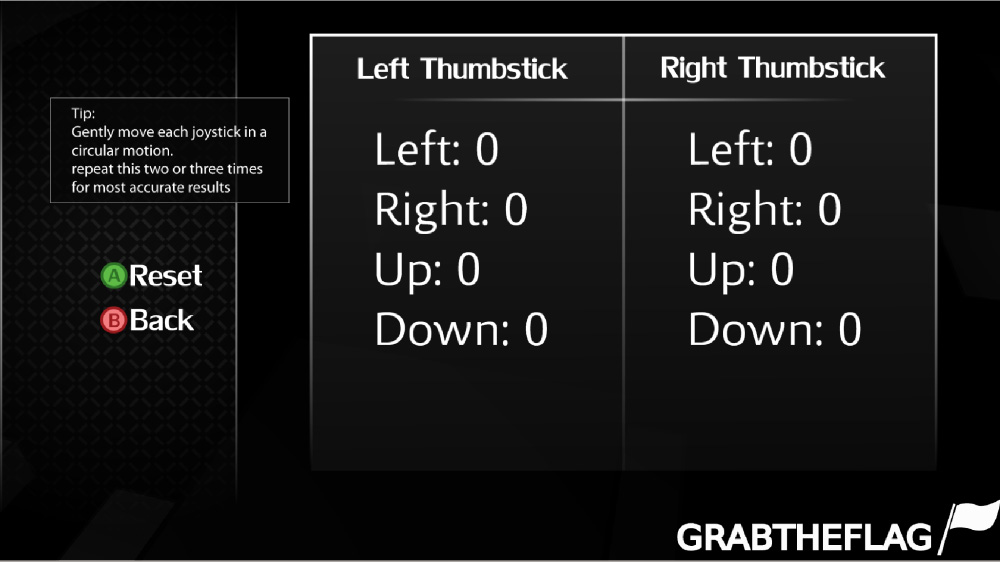 Left Thumbstick
Right Thumbstick
Tip:
Gently move each joystick in a
circular motion.
repeat this two or three times
for most accurate results
Left: 0
Right: 0
Up: 0
Down: 0
Left: 0
Right: 0
Up: 0
Down: 0
A Reset
B Back
GRABTHEFLAG